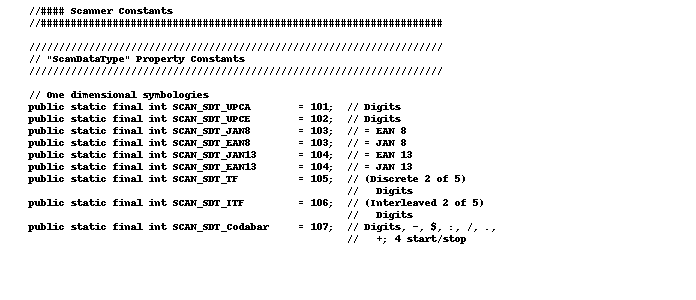 //#### Scanner Constants
//####################################################################
/////////////////////////////////////////////////////////////////////
// "ScanDataType" Property Constants
/////////////////////////////////////////////////////////////////////
// One dimensional symbologies
public static final int SCAN_SDT_UPCA        = 101;  // Digits
public static final int SCAN_SDT_UPCE        = 102;  // Digits
public static final int SCAN_SDT_JAN8        = 103;  // = EAN 8
public static final int SCAN_SDT_EAN8        = 103;  // = JAN 8
public static final int SCAN_SDT_JAN13       = 104;  // = EAN 13
public static final int SCAN_SDT_EAN13       = 104;  // = JAN 13
public static final int SCAN_SDT_TF          = 105;  // (Discrete 2 of 5)
                                                     //   Digits
public static final int SCAN_SDT_ITF         = 106;  // (Interleaved 2 of 5)
                                                     //   Digits
public static final int SCAN_SDT_Codabar     = 107;  // Digits, -, $, :, /, .,
                                                     //   +; 4 start/stop